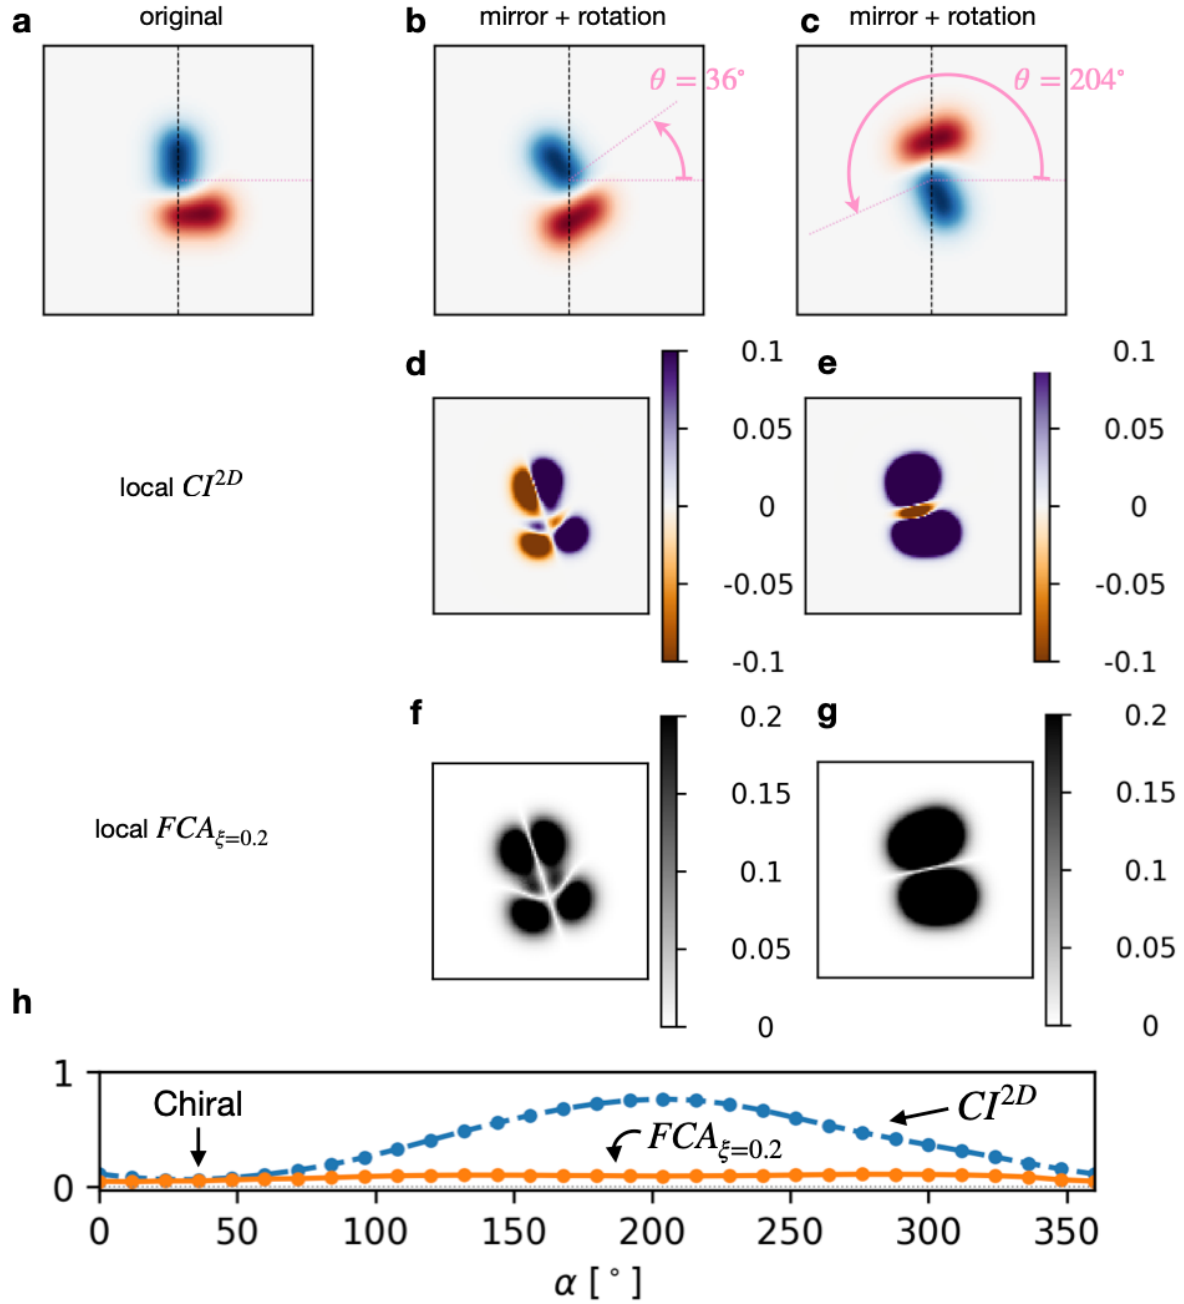 a original b mirror + rotation c mirror + rotation
θ = 36° θ = 204°
d 0.1 e 0.1
0.05 0.05
local CI^{2D} 0 0
-0.05 -0.05
-0.1 -0.1
f 0.2 g 0.2
0.15 0.15
local FCA_{ξ=0.2} 0.1 0.1
0.05 0.05
0 0
h
1
Chiral CI^{2D}
FCA_{ξ=0.2}
0
0 50 100 150 200 250 300 350
α [°]